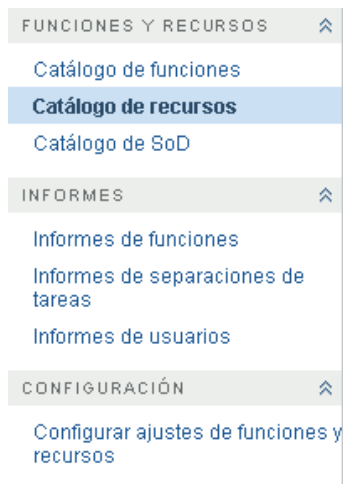 FUNCIONES Y RECURSOS
Catálogo de funciones
Catálogo de recursos
Catálogo de SoD
INFORMES
Informes de funciones
Informes de separaciones de
tareas
Informes de usuarios
CONFIGURACIÓN
Configurar ajustes de funciones y
recursos